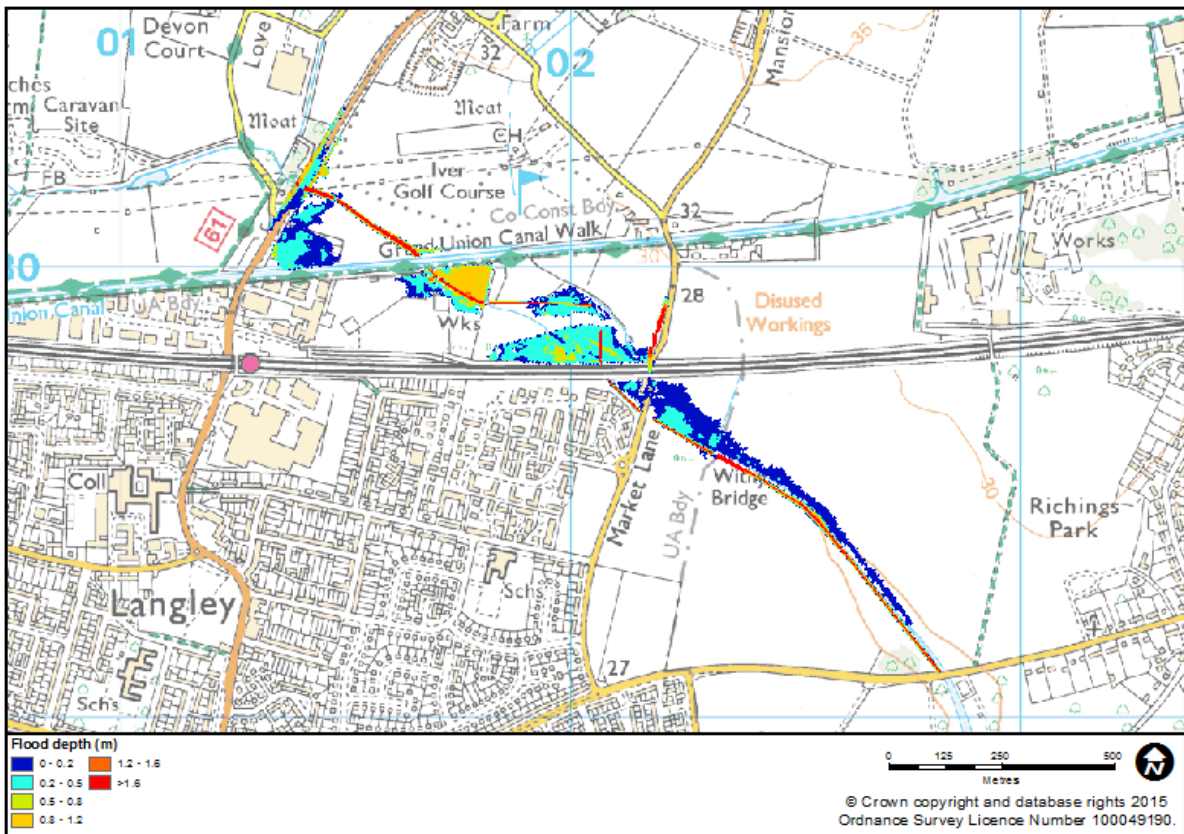 01
Devon
Court
Love
Farm
32
02
Mansion
36
Caravan
Site
Moat
Moat
FB
CH
Iver
Golf Course
61
Co Const Bdy
32
Grand Union Canal Walk
30
Works
UA Bdy
Union Canal
Wks
28
Disused
Workings
Coll
Market Lane
Withy
Bridge
UA Bdy
30
Richings
Park
Schs
Langley
Schs
27
Flood depth (m)
0 - 0.2
1.2 - 1.6
0.2 - 0.5
>1.6
0.5 - 0.8
0.8 - 1.2
0 125 250 500
Metres
N
© Crown copyright and database rights 2015
Ordnance Survey Licence Number 100049190.